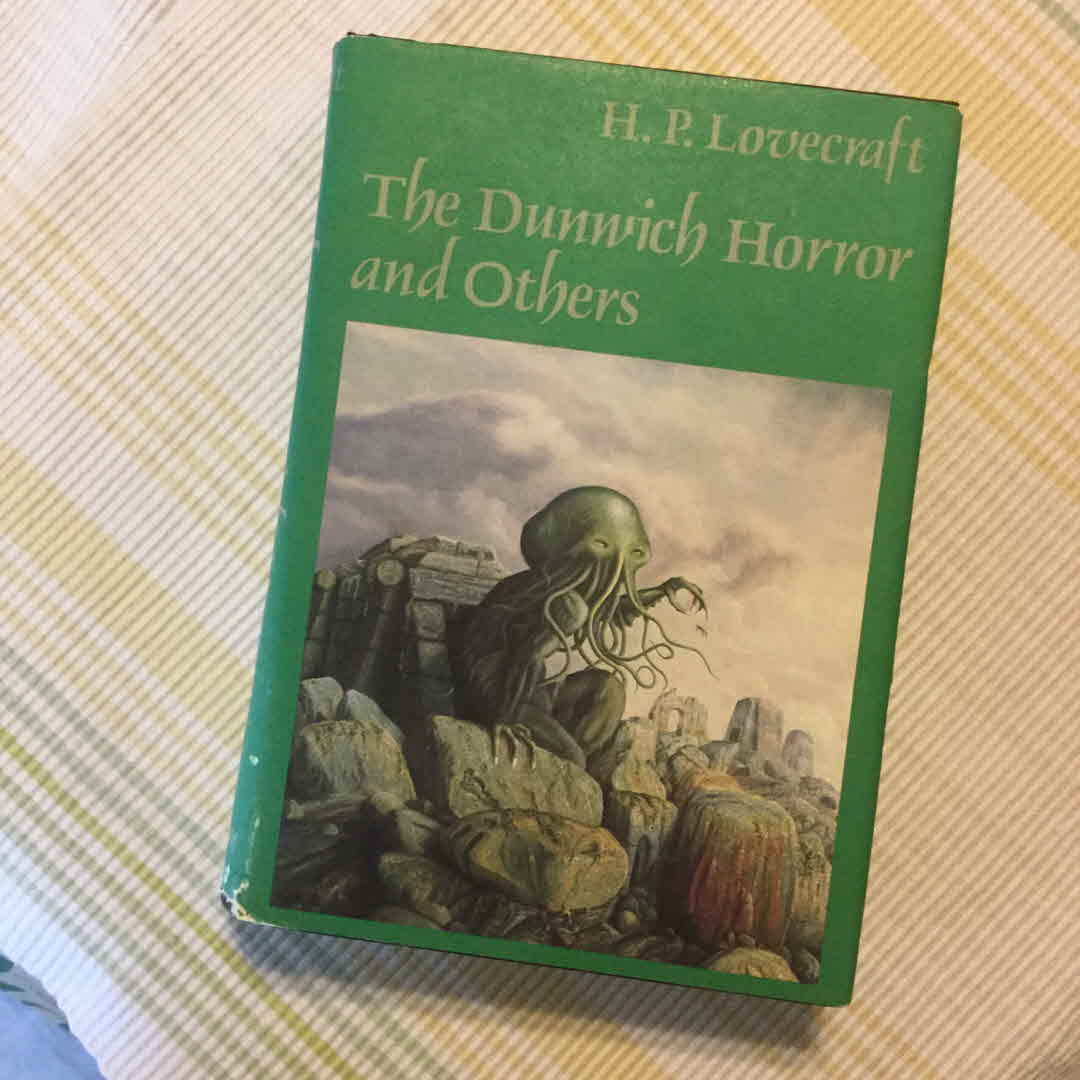 H. P. Lovecraft
The Dunwich Horror
and Others